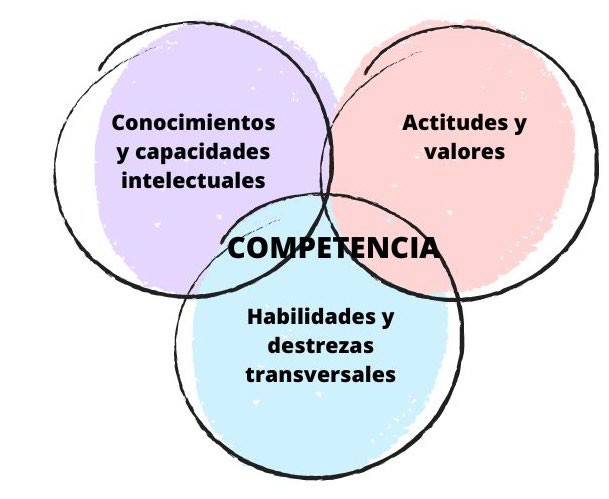 Conocimientos
y capacidades
intelectuales
Actitudes y
valores
COMPETENCIA
Habilidades y
destrezas
transversales